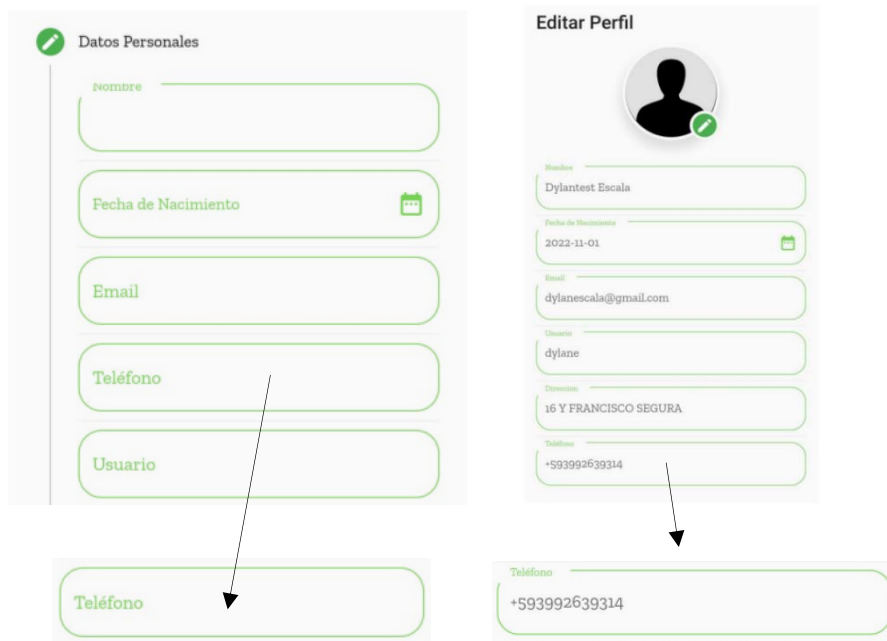 Datos Personales
Nombre
Fecha de Nacimiento
Email
Teléfono
Usuario
Teléfono
Editar Perfil
Nombre
Dylantest Escala
Fecha de Nacimiento
2022-11-01
Email
dylanescala@gmail.com
Usuario
dylane
Direccion
16 Y FRANCISCO SEGURA
Teléfono
+593992639314
Teléfono
+593992639314